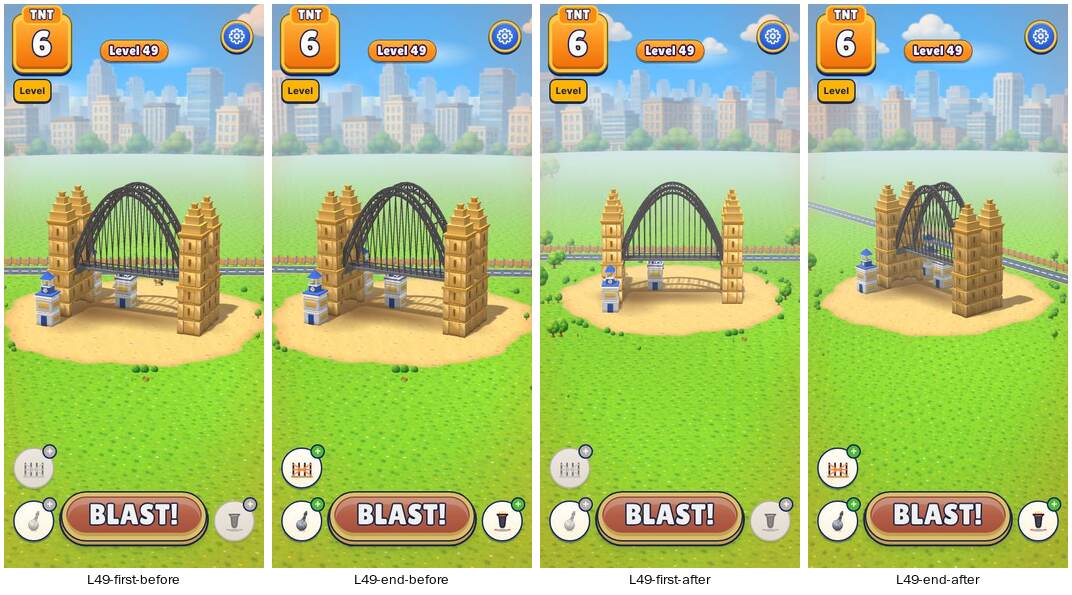 TNT
6
Level 49
Level
BLAST!
L49-first-before
TNT
6
Level 49
Level
BLAST!
L49-end-before
TNT
6
Level 49
Level
BLAST!
L49-first-after
TNT
6
Level 49
Level
BLAST!
L49-end-after